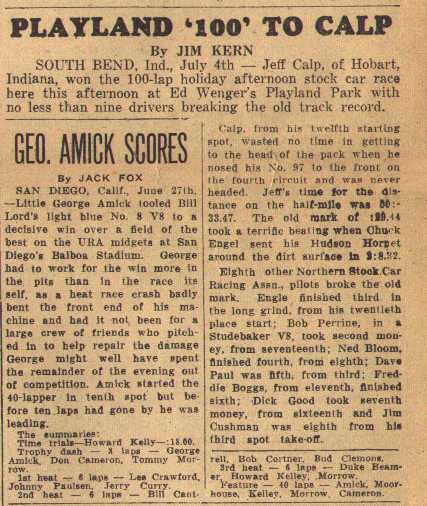 PLAYLAND '100' TO CALP
By JIM KERN
SOUTH BEND, Ind., July 4th — Jeff Calp, of Hobart,
Indiana, won the 100-lap holiday afternoon stock car race
here this afternoon at Ed Wenger's Playland Park with
no less than nine drivers breaking the old track record.
GEO. AMICK SCORES
By JACK FOX
SAN DIEGO, Calif., June 27th.
—Little George Amick tooled Bill
Lord's light blue No. 8 V8 to a
decisive win over a field of the
best on the URA midgets at San
Diego's Balboa Stadium. George
had to work for the win more in
the pits than in the race its
self, as a heat race crash badly
bent the front end of his ma-
chine and had it not been for a
large crew of friends who pitch-
ed in to help repair the damage
George might well have spent
the remainder of the evening out
of competition. Amick started the
40-lapper in tenth spot but be-
fore ten laps had gone by he was
leading.
The summaries:
Time trials—Howard Kelly—:18.60.
Trophy dash — 3 laps — George
Amick, Don Cameron, Tommy Mor-
row.
1st heat — 6 laps — Lee Crawford,
Johnny Paulsen, Jerry Curry.
2nd heat — 6 laps — Bill Cant-
Calp, from his twelfth starting
spot, wasted no time in getting
to the head of the pack when he
nosed his No. 97 to the front on
the fourth circuit and was never
headed. Jeff's time for the dis-
tance on the half-mile was 50:-
33.47. The old mark of
took a terrific beating when Chuck
Engel sent his Hudson Hornet
around the dirt surface in
Eighth other Northern Stock Car
Racing Assn., pilots broke the old
mark. Engle finished third in
the long grind, from his twentieth
place start; Bob Perrine, in a
Studebaker V8, took second mon-
ey, from seventeenth; Ned Bloom,
finished fourth, from eighth; Dave
Paul was fifth, from third; Fred-
die Boggs, from eleventh, finished
sixth; Dick Good took seventh
money, from sixteenth and Jim
Cushman was eighth from his
third spot take-off.
rell, Bob Cortner, Bud Clemons.
3rd heat — 6 laps — Duke Beam-
er, Howard Kelley, Morrow.
Feature — 40 laps — Amick, Moor-
house, Kelley, Morrow, Cameron.